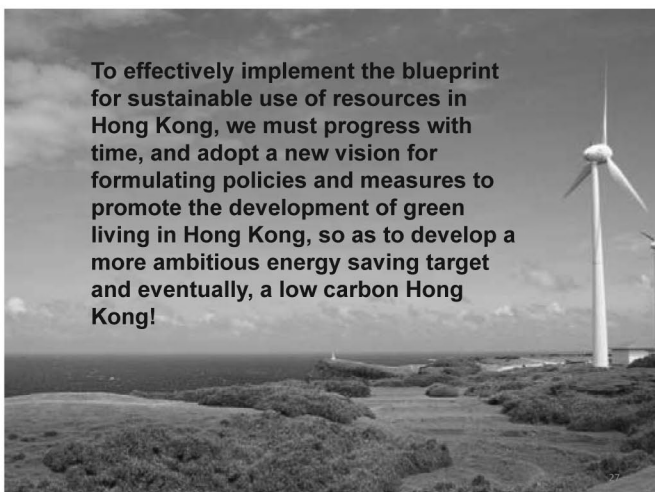 To effectively implement the blueprint
for sustainable use of resources in
Hong Kong, we must progress with
time, and adopt a new vision for
formulating policies and measures to
promote the development of green
living in Hong Kong, so as to develop a
more ambitious energy saving target
and eventually, a low carbon Hong
Kong!
27